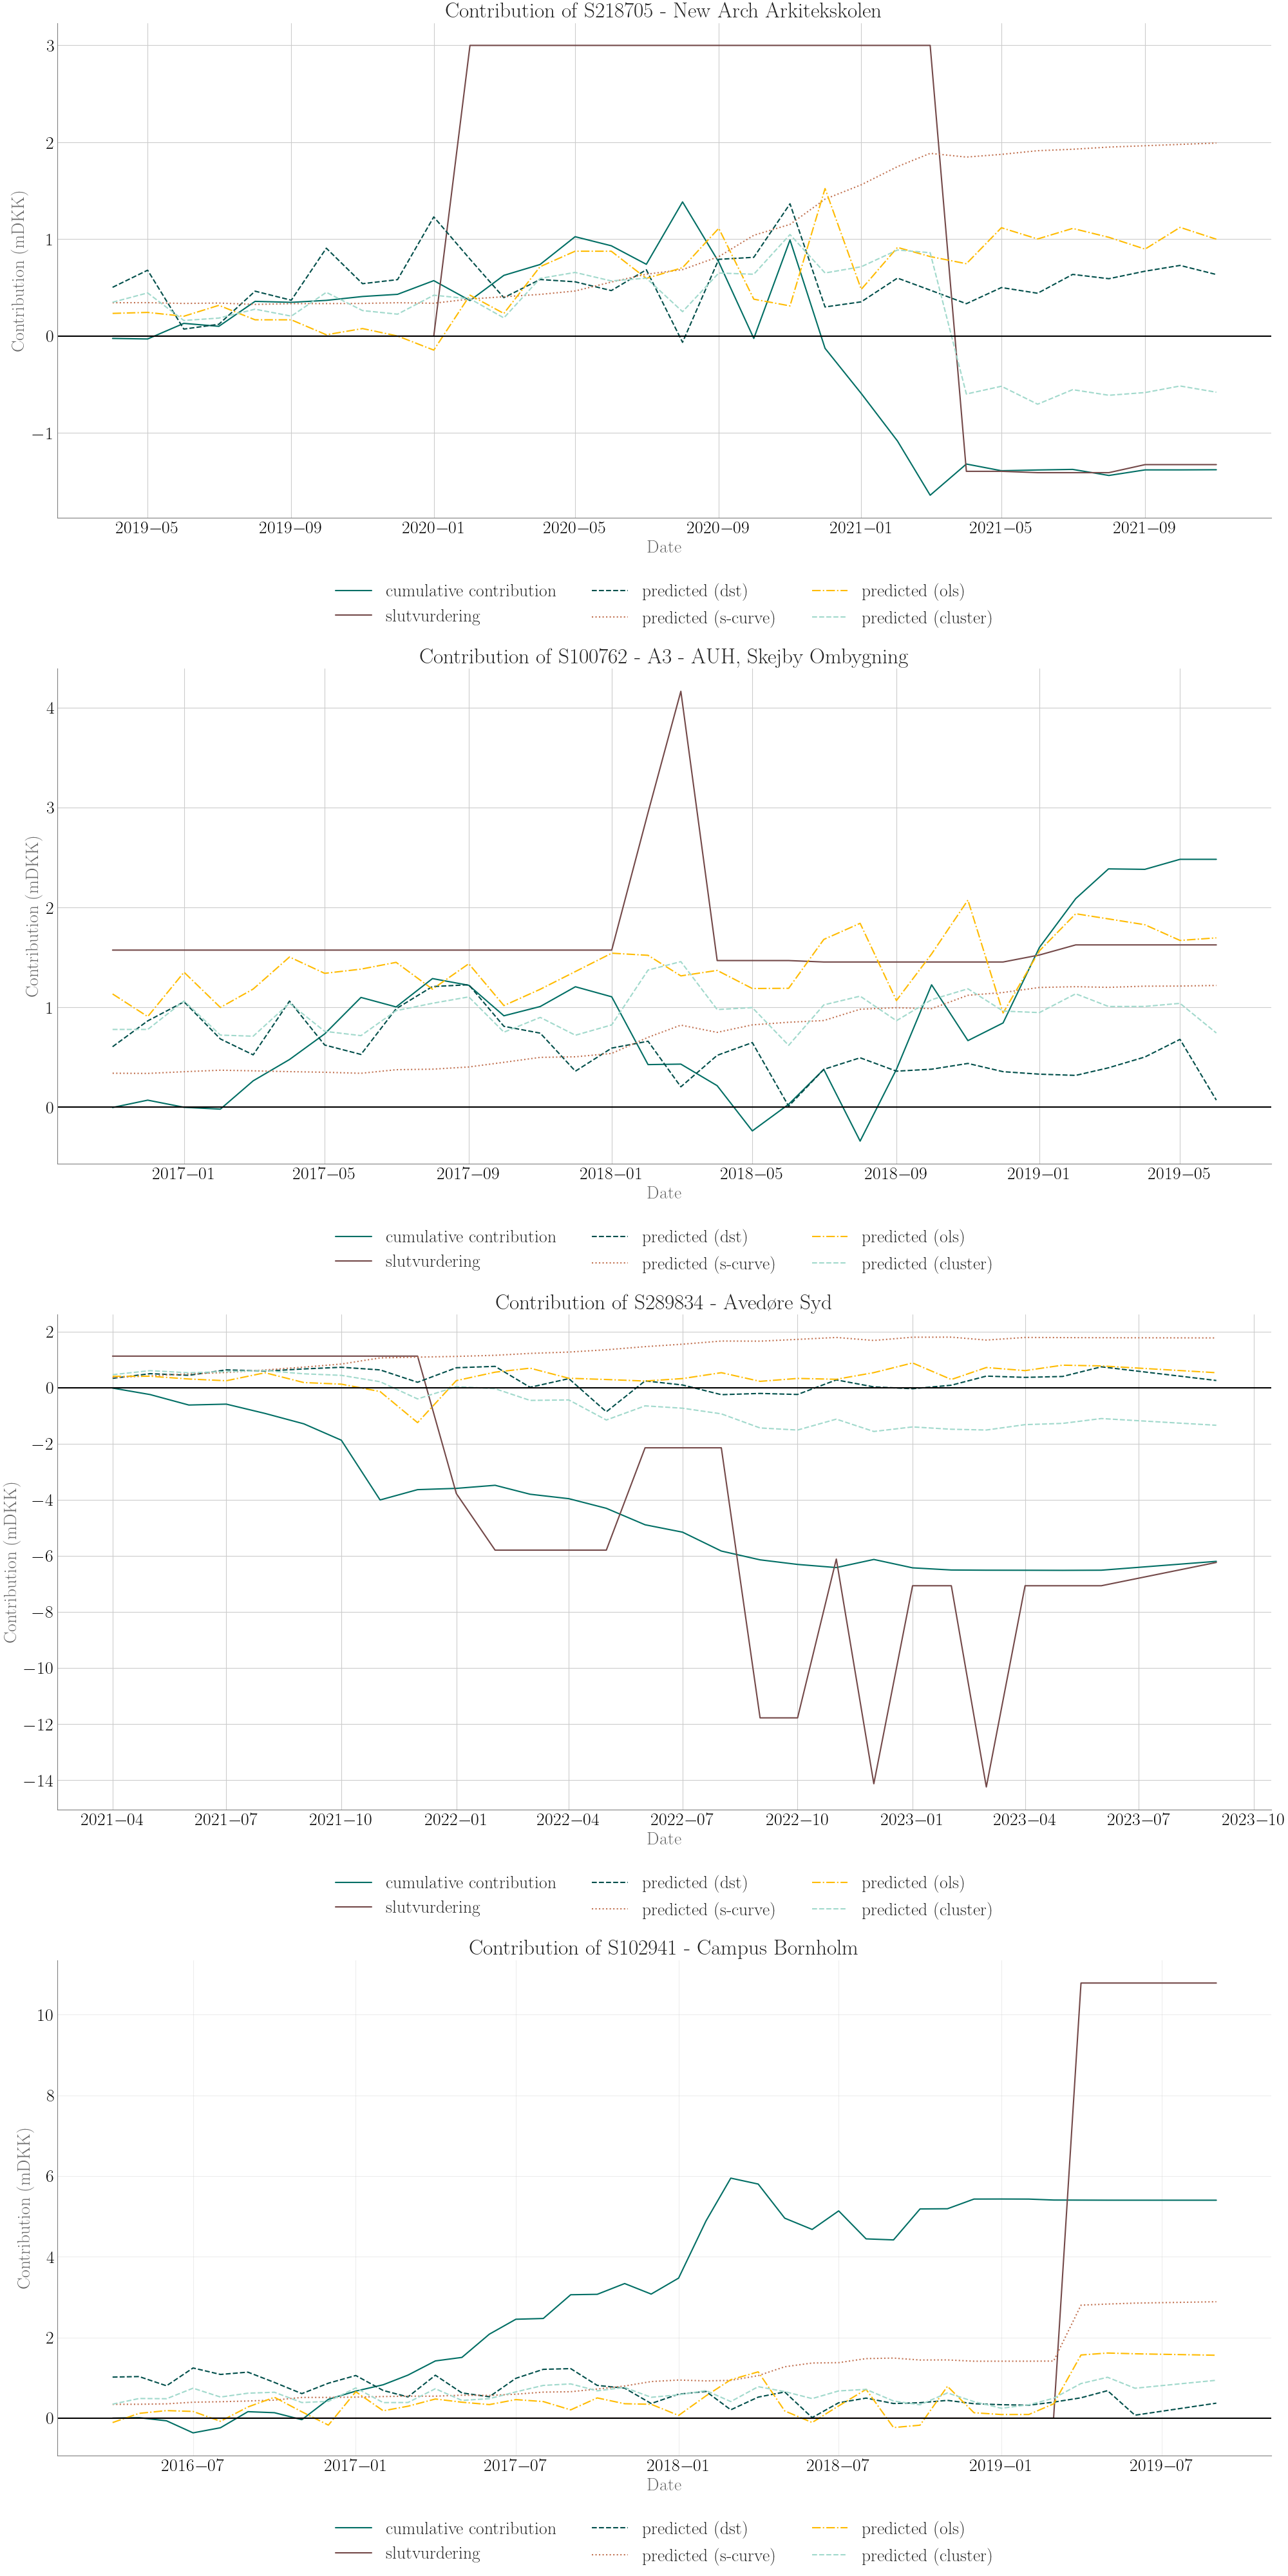 Contribution of S218705 - New Arch Arkitekskolen
3
2
1
0
−1
Contribution (mDKK)
2019−05 2019−09 2020−01 2020−05 2020−09 2021−01 2021−05 2021−09
Date
cumulative contribution predicted (dst) predicted (ols)
slutvurdering predicted (s-curve) predicted (cluster)
Contribution of S100762 - A3 - AUH, Skejby Ombygning
4
3
2
1
0
Contribution (mDKK)
2017−01 2017−05 2017−09 2018−01 2018−05 2018−09 2019−01 2019−05
Date
cumulative contribution predicted (dst) predicted (ols)
slutvurdering predicted (s-curve) predicted (cluster)
Contribution of S289834 - Avedøre Syd
2
0
−2
−4
−6
−8
−10
−12
−14
Contribution (mDKK)
2021−04 2021−07 2021−10 2022−01 2022−04 2022−07 2022−10 2023−01 2023−04 2023−07 2023−10
Date
cumulative contribution predicted (dst) predicted (ols)
slutvurdering predicted (s-curve) predicted (cluster)
Contribution of S102941 - Campus Bornholm
10
8
6
4
2
0
Contribution (mDKK)
2016−07 2017−01 2017−07 2018−01 2018−07 2019−01 2019−07
Date
cumulative contribution predicted (dst) predicted (ols)
slutvurdering predicted (s-curve) predicted (cluster)